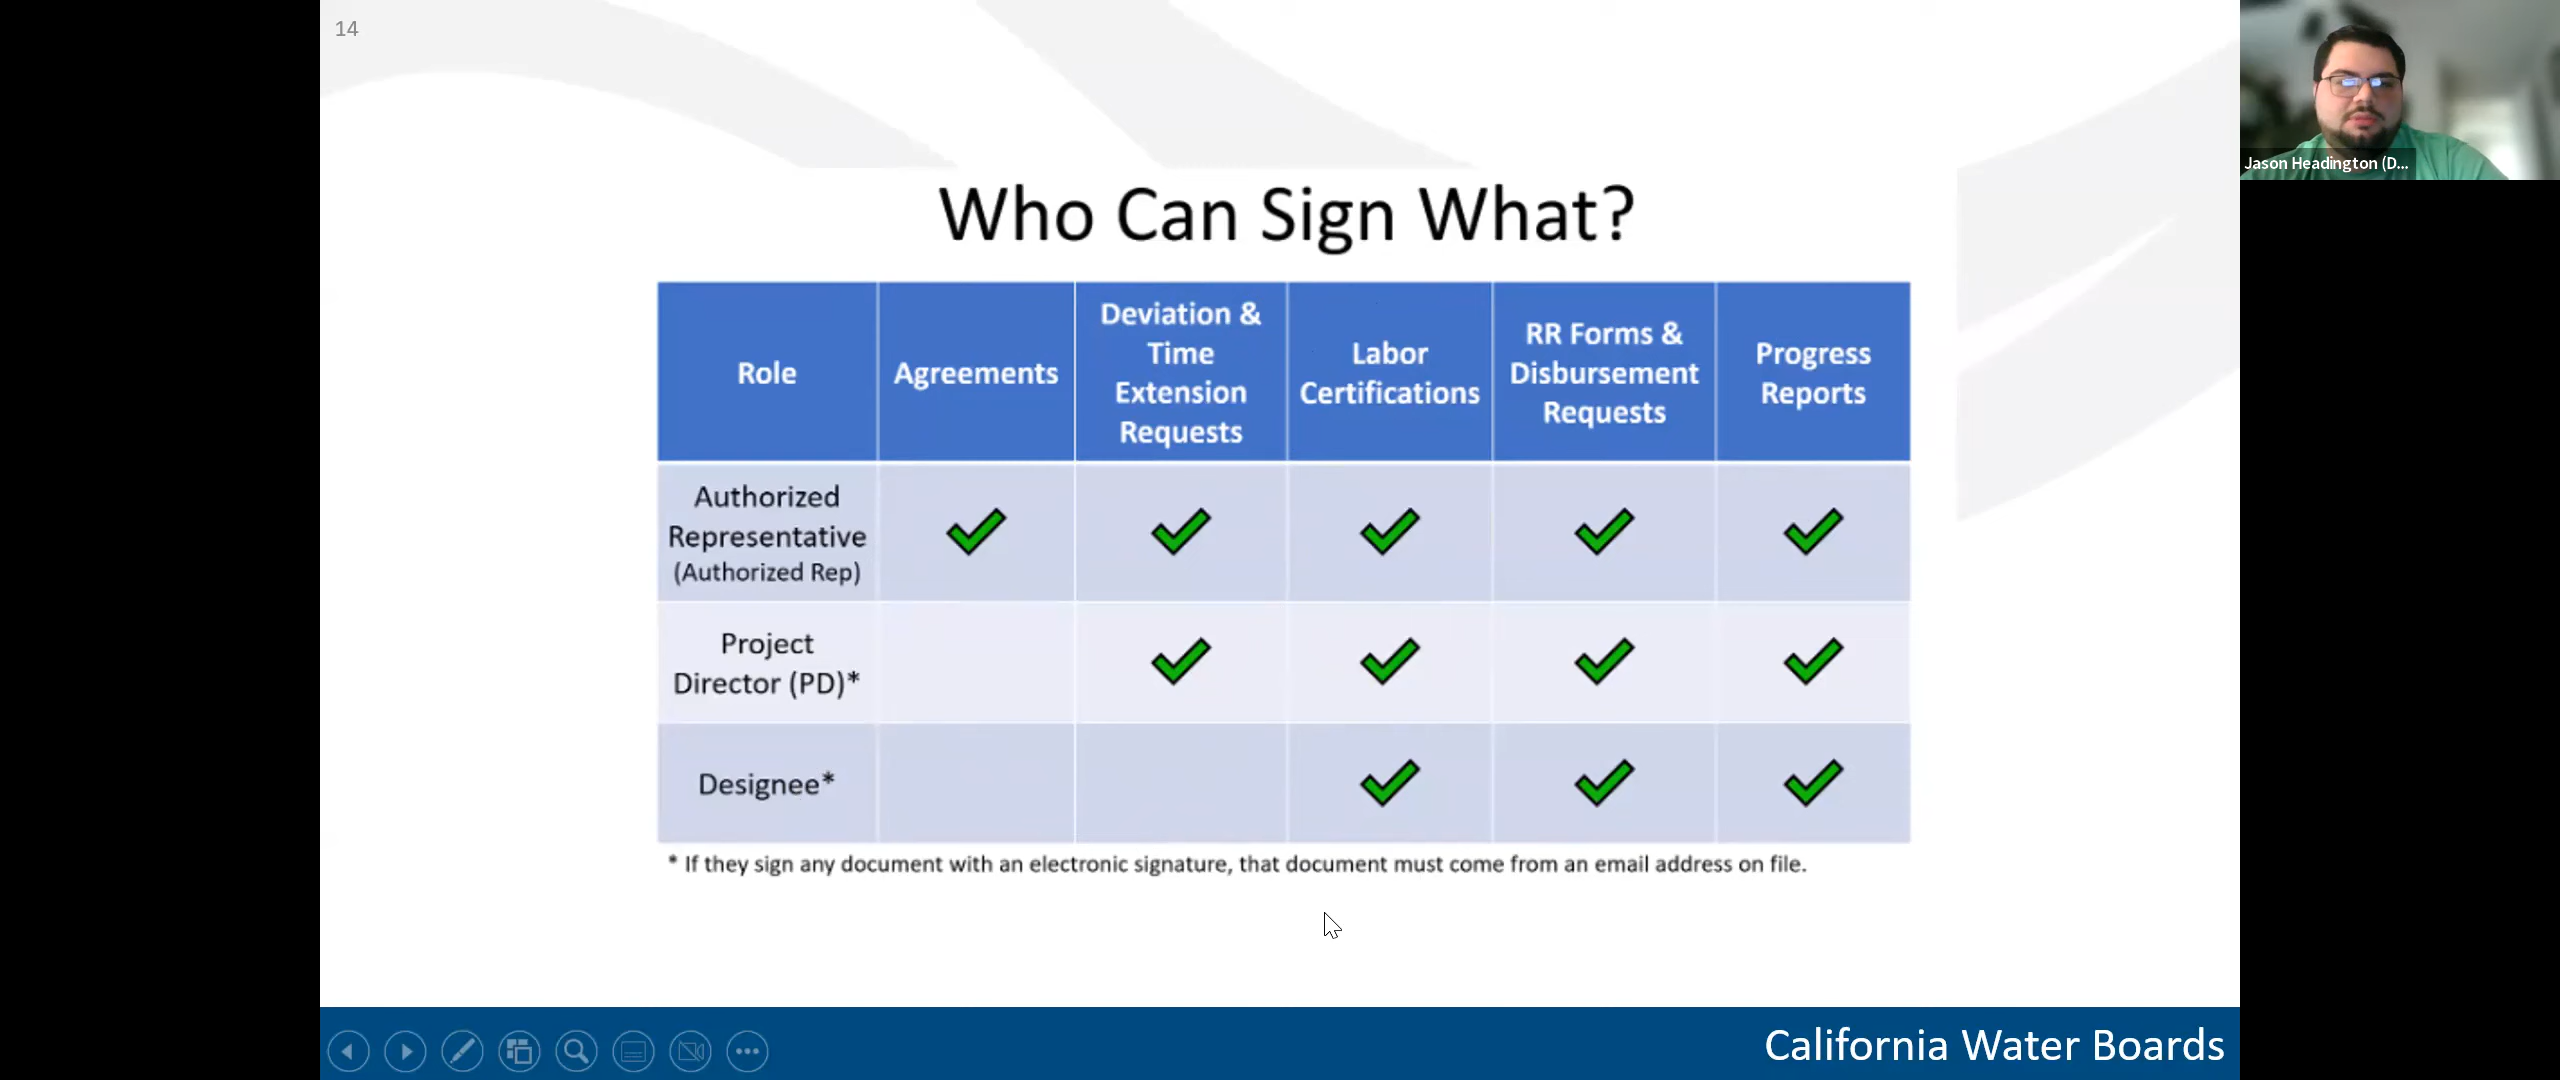 14
Jason Headington (D...
Who Can Sign What?
Role
Agreements
Deviation &
Time
Extension
Requests
Labor
Certifications
RR Forms &
Disbursement
Requests
Progress
Reports
Authorized
Representative
(Authorized Rep)
Project
Director (PD)*
Designee*
* If they sign any document with an electronic signature, that document must come from an email address on file.
California Water Boards